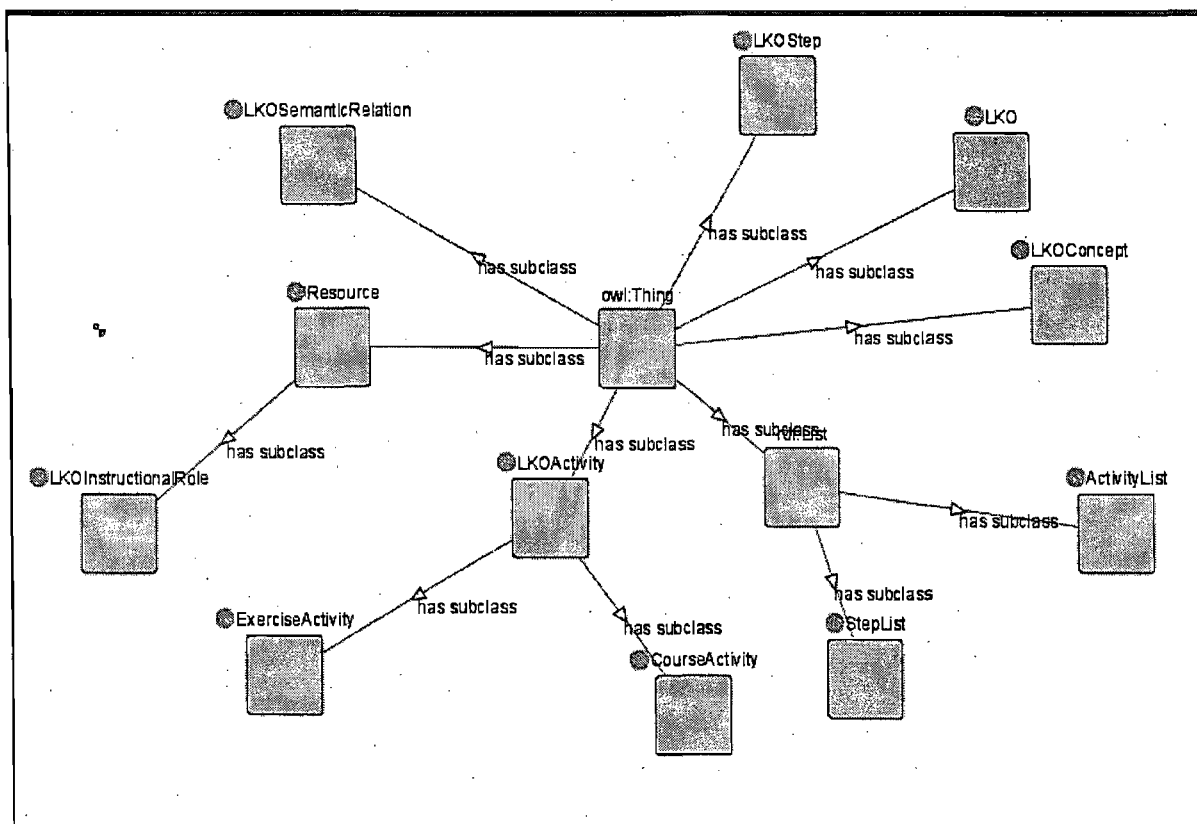 LKOStep
LKOSemanticRelation
LKO
has subclass
LKOConcept
has subclass
has subclass
Resource
owl:Thing
has subclass
has subclass
has subclass
has subclass
has subclass
LKOActivity
LKOInstructionalRole
ActivityList
has subclass
has subclass
has subclass
ExerciseActivity
has subclass
StepList
CourseActivity